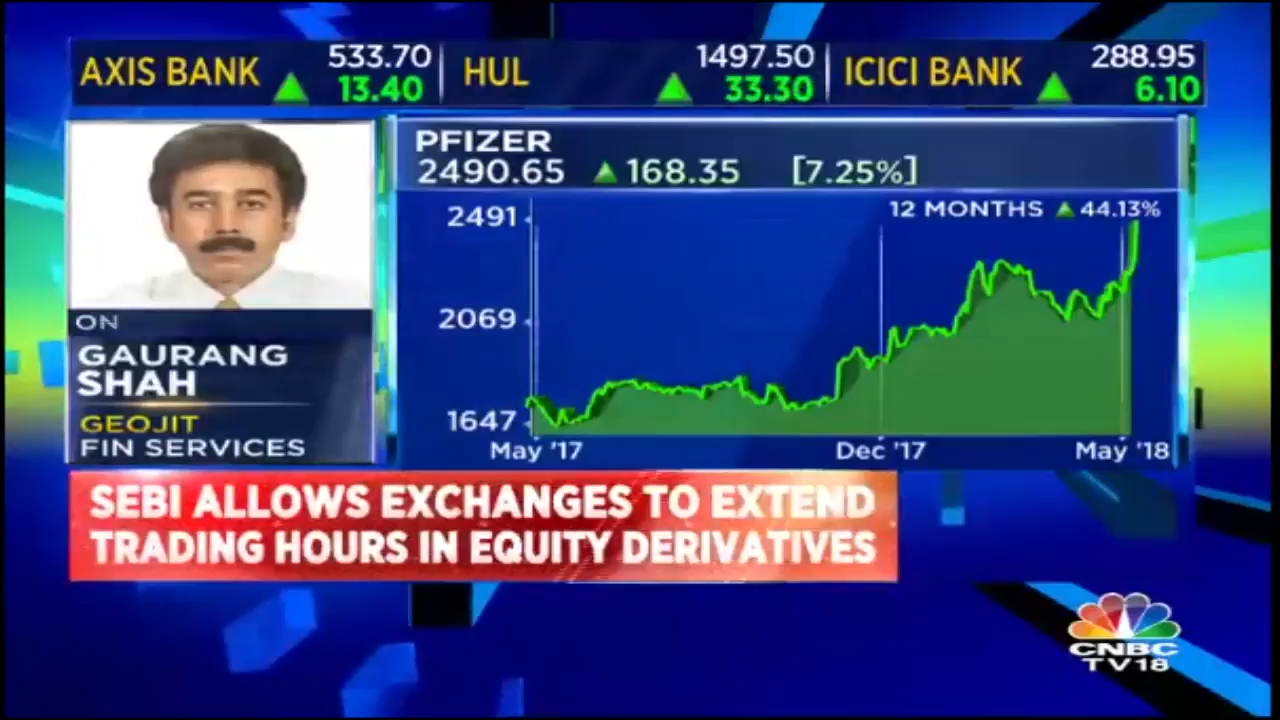 AXIS BANK 533.70 ▲ 13.40
HUL 1497.50 ▲ 33.30
ICICI BANK 288.95 ▲ 6.10
ON
GAURANG
SHAH
GEOJIT
FIN SERVICES
PFIZER
2490.65 ▲ 168.35 [7.25%]
12 MONTHS ▲ 44.13%
2491
2069
1647
May '17 Dec '17 May '18
SEBI ALLOWS EXCHANGES TO EXTEND
TRADING HOURS IN EQUITY DERIVATIVES
CNBC
TV18